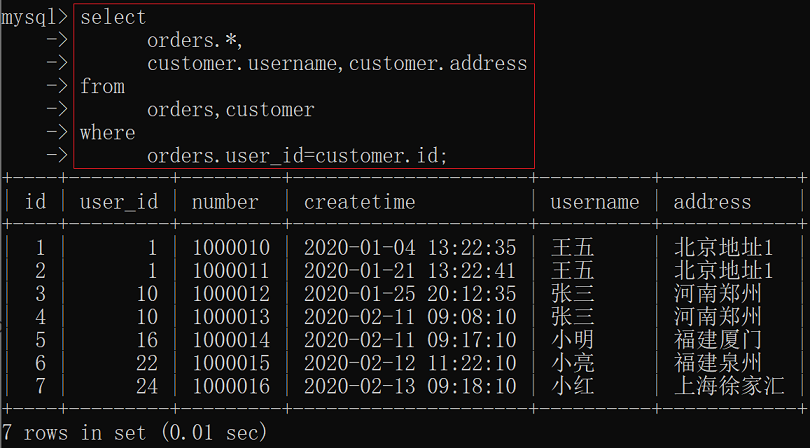 mysql> select
    ->       orders.*,
    ->       customer.username,customer.address
    -> from
    ->       orders,customer
    -> where
    ->       orders.user_id=customer.id;
+----+---------+---------+---------------------+----------+------------+
| id | user_id | number  | createtime          | username | address    |
+----+---------+---------+---------------------+----------+------------+
|  1 |       1 | 1000010 | 2020-01-04 13:22:35 | 王五     | 北京地址1  |
|  2 |       1 | 1000011 | 2020-01-21 13:22:41 | 王五     | 北京地址1  |
|  3 |      10 | 1000012 | 2020-01-25 20:12:35 | 张三     | 河南郑州   |
|  4 |      10 | 1000013 | 2020-02-11 09:08:10 | 张三     | 河南郑州   |
|  5 |      16 | 1000014 | 2020-02-11 09:17:10 | 小明     | 福建厦门   |
|  6 |      22 | 1000015 | 2020-02-12 11:22:10 | 小亮     | 福建泉州   |
|  7 |      24 | 1000016 | 2020-02-13 09:18:10 | 小红     | 上海徐家汇 |
+----+---------+---------+---------------------+----------+------------+
7 rows in set (0.01 sec)